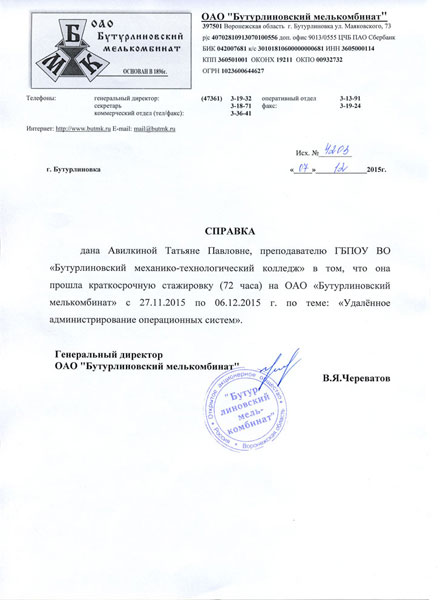 ОАО
БУТУРЛИНОВСКИЙ
МЕЛЬКОМБИНАТ
БМК
ОСНОВАН В 1896г.
ОАО "Бутурлиновский мелькомбинат"
397501 Воронежская область г. Бутурлиновка ул. Маяковского, 73
р|с 40702810913070100556 доп. офис 9013/0555 ЦЧБ ПАО Сбербанк
БИК 042007681 к/с 30101810600000000681 ИНН 3605000114
КПП 360501001 ОКОНХ 19211 ОКПО 00932732
ОГРН 1023600644627
Телефоны: генеральный директор: (47361) 3-19-32 оперативный отдел 3-13-91
секретарь 3-18-71 факс: 3-19-24
коммерческий отдел (тел/факс): 3-36-41
Интернет: http://www.butmk.ru E-mail: mail@butmk.ru
Исх. №
г. Бутурлиновка « 07 » 12 2015г.
СПРАВКА
дана Авилкиной Татьяне Павловне, преподавателю ГБПОУ ВО
«Бутурлиновский механико-технологический колледж» в том, что она
прошла краткосрочную стажировку (72 часа) на ОАО «Бутурлиновский
мелькомбинат» с 27.11.2015 по 06.12.2015 г. по теме: «Удалённое
администрирование операционных систем».
Генеральный директор
ОАО "Бутурлиновский мелькомбинат"
В.Я.Череватов
Открытое акционерное общество
Россия * Воронежская область
"Бутур
линовский
мель-
комбинат"